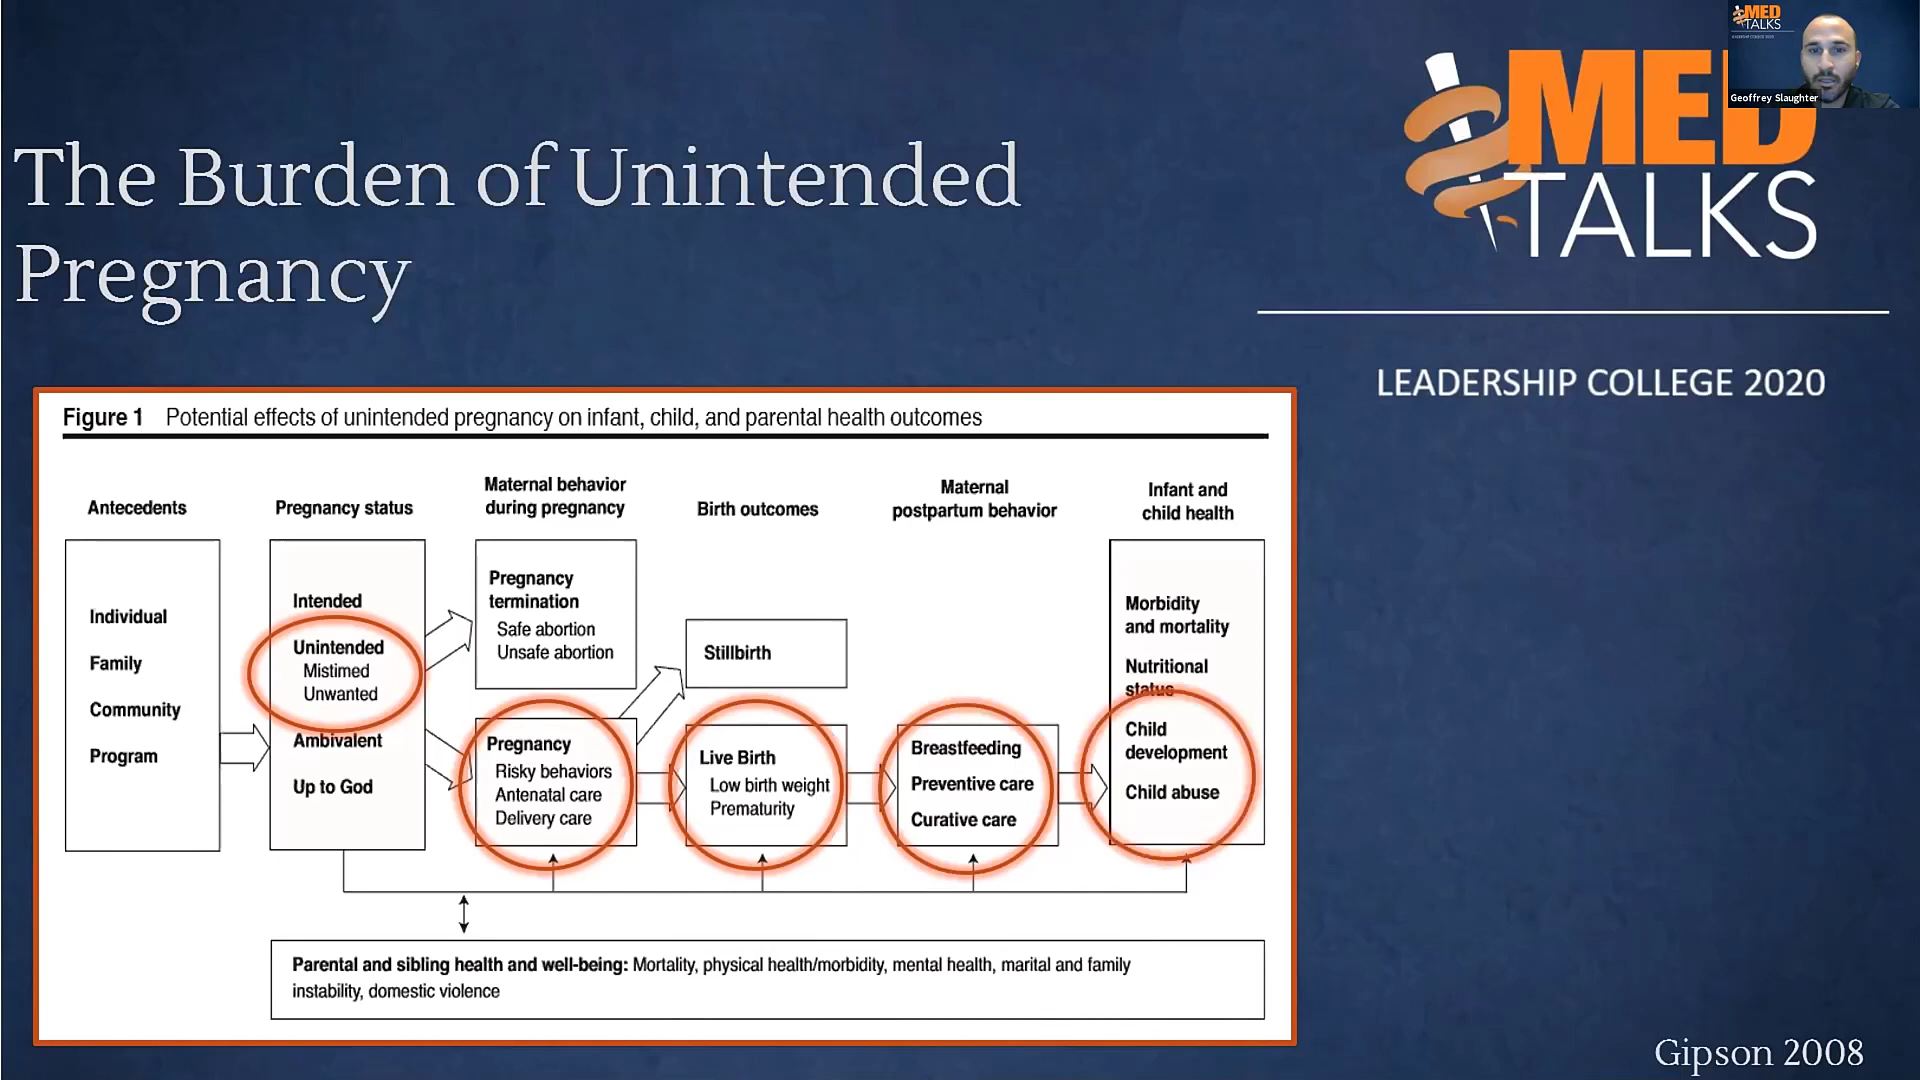 MED
TALKS
LEADERSHIP COLLEGE 2020
Geoffrey Slaughter
MED
TALKS
LEADERSHIP COLLEGE 2020
The Burden of Unintended
Pregnancy
Figure 1 Potential effects of unintended pregnancy on infant, child, and parental health outcomes
Antecedents
Individual
Family
Community
Program
Pregnancy status
Intended
Unintended
Mistimed
Unwanted
Ambivalent
Up to God
Maternal behavior
during pregnancy
Pregnancy
termination
Safe abortion
Unsafe abortion
Pregnancy
Risky behaviors
Antenatal care
Delivery care
Birth outcomes
Stillbirth
Live Birth
Low birth weight
Prematurity
Maternal
postpartum behavior
Breastfeeding
Preventive care
Curative care
Infant and
child health
Morbidity
and mortality
Nutritional
status
Child
development
Child abuse
Parental and sibling health and well-being: Mortality, physical health/morbidity, mental health, marital and family
instability, domestic violence
Gipson 2008